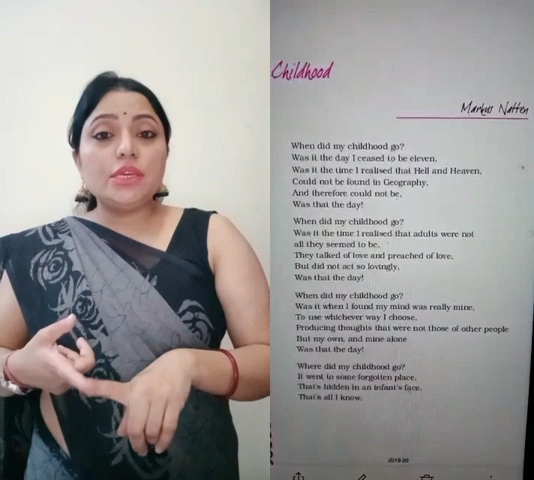 Childhood
Markus Natten
When did my childhood go?
Was it the day I ceased to be eleven,
Was it the time I realised that Hell and Heaven,
Could not be found in Geography,
And therefore could not be,
Was that the day!
When did my childhood go?
Was it the time I realised that adults were not
all they seemed to be,
They talked of love and preached of love,
But did not act so lovingly,
Was that the day!
When did my childhood go?
Was it when I found my mind was really mine,
To use whichever way I choose,
Producing thoughts that were not those of other people
But my own, and mine alone
Was that the day!
Where did my childhood go?
It went to some forgotten place,
That's hidden in an infant's face,
That's all I know.
2019-20